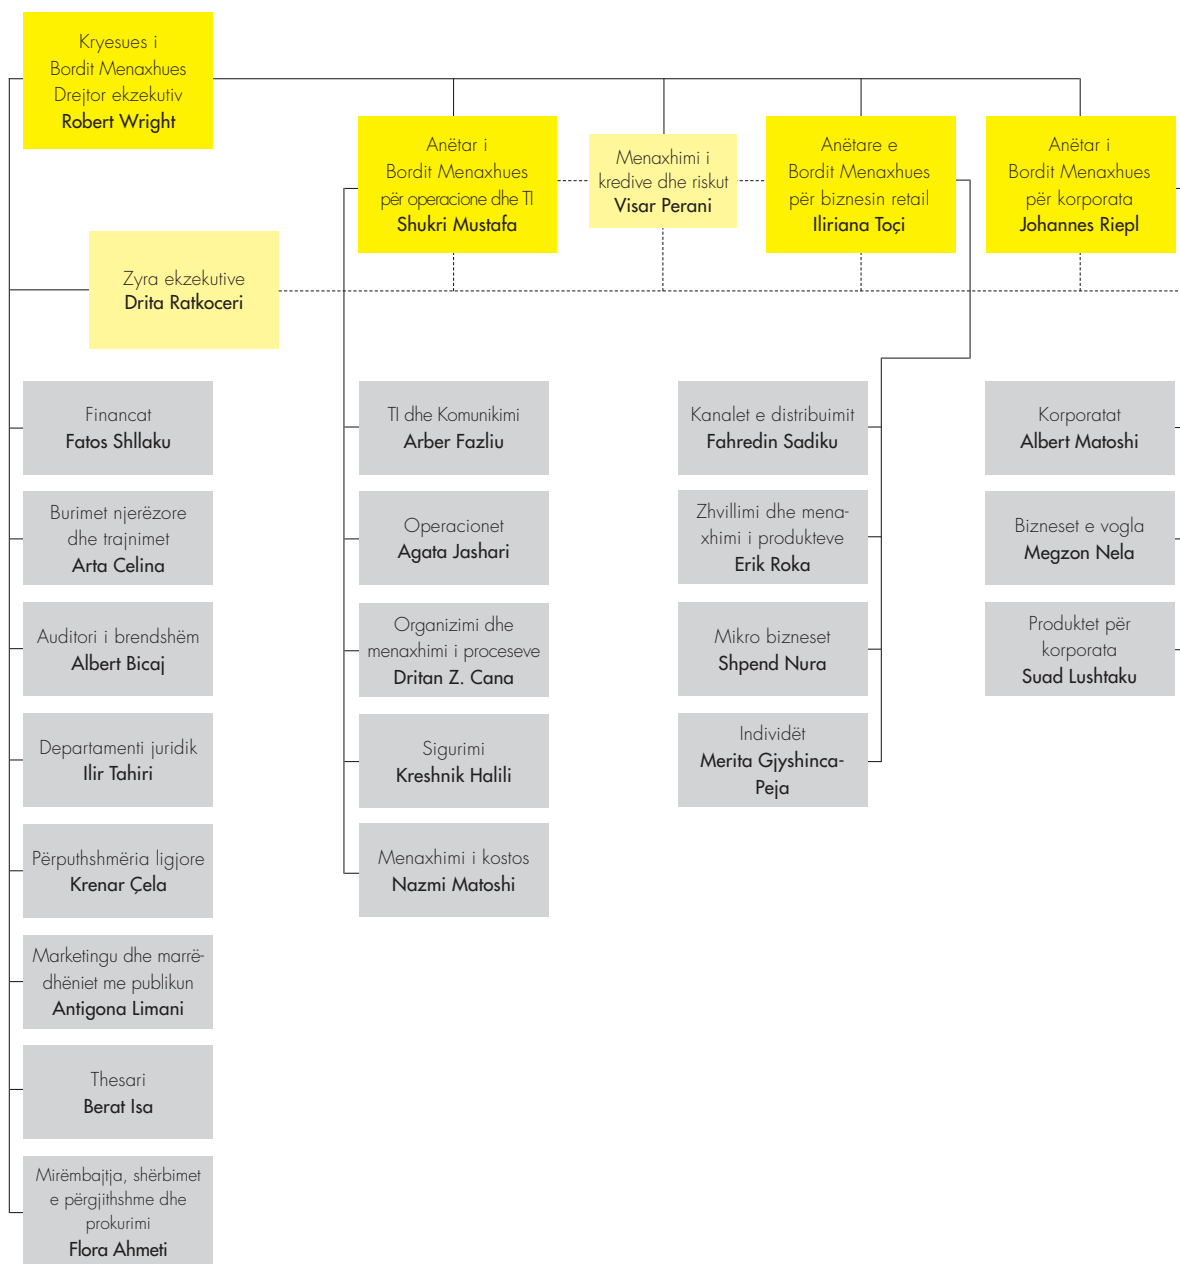 Kryesues i
Bordit Menaxhues
Drejtor ekzekutiv
Robert Wright
Anëtar i
Bordit Menaxhues
për operacione dhe TI
Shukri Mustafa
Menaxhimi i
kredive dhe riskut
Visar Perani
Anëtare e
Bordit Menaxhues
për biznesin retail
Iliriana Toçi
Anëtar i
Bordit Menaxhues
për korporata
Johannes Riepl
Zyra ekzekutive
Drita Ratkoceri
Financat
Fatos Shllaku
Burimet njerëzore
dhe trajnimet
Arta Celina
Auditori i brendshëm
Albert Bicaj
Departamenti juridik
Ilir Tahiri
Përputhshmëria ligjore
Krenar Çela
Marketingu dhe marrë-
dhëniet me publikun
Antigona Limani
Thesari
Berat Isa
Mirëmbajtja, shërbimet
e përgjithshme dhe
prokurimi
Flora Ahmeti
TI dhe Komunikimi
Arber Fazliu
Operacionet
Agata Jashari
Organizimi dhe
menaxhimi i proceseve
Dritan Z. Cana
Sigurimi
Kreshnik Halili
Menaxhimi i kostos
Nazmi Matoshi
Kanalet e distribuimit
Fahredin Sadiku
Zhvillimi dhe mena-
xhimi i produkteve
Erik Roka
Mikro bizneset
Shpend Nura
Individët
Merita Gjyshinca-
Peja
Korporatat
Albert Matoshi
Bizneset e vogla
Megzon Nela
Produktet për
korporata
Suad Lushtaku